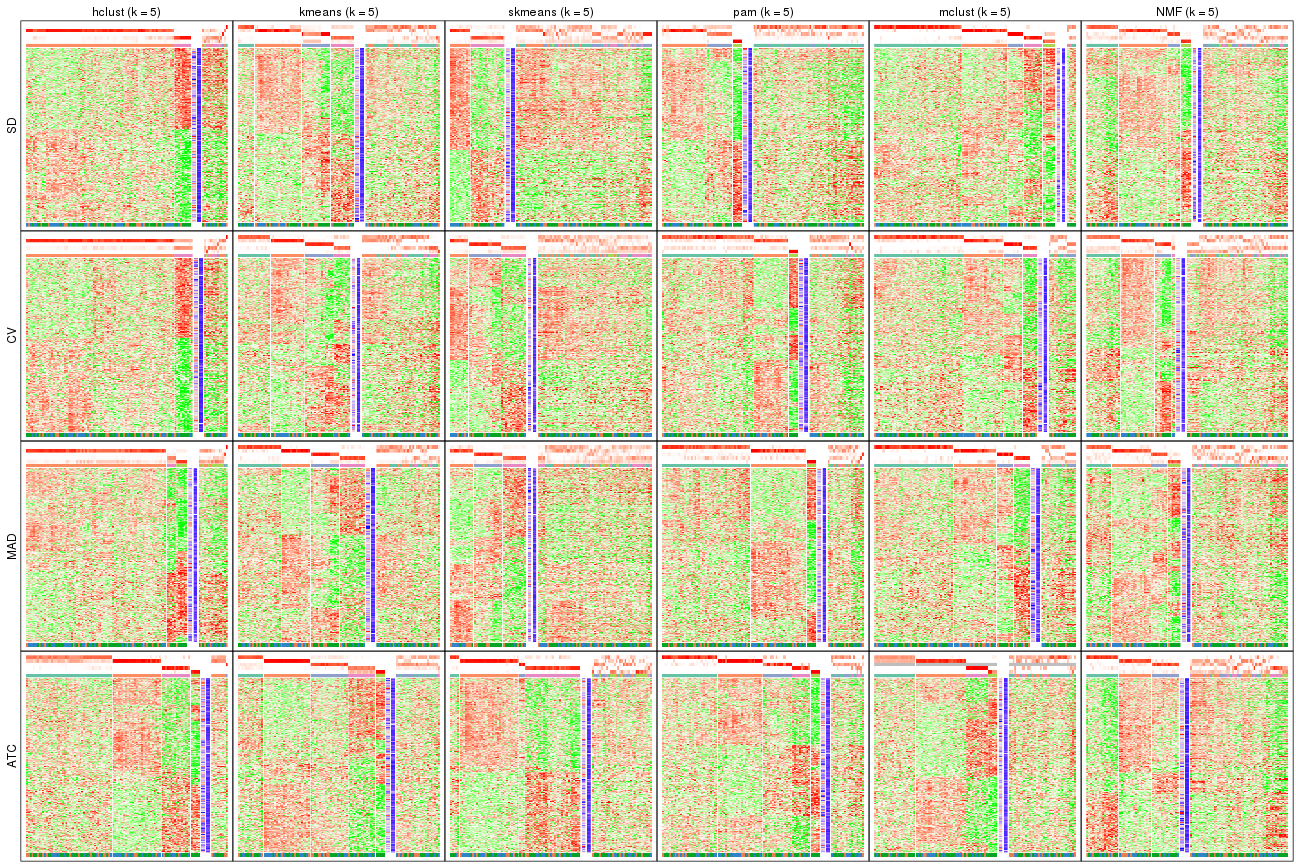 hclust (k = 5)
kmeans (k = 5)
skmeans (k = 5)
pam (k = 5)
mclust (k = 5)
NMF (k = 5)
SD
CV
MAD
ATC